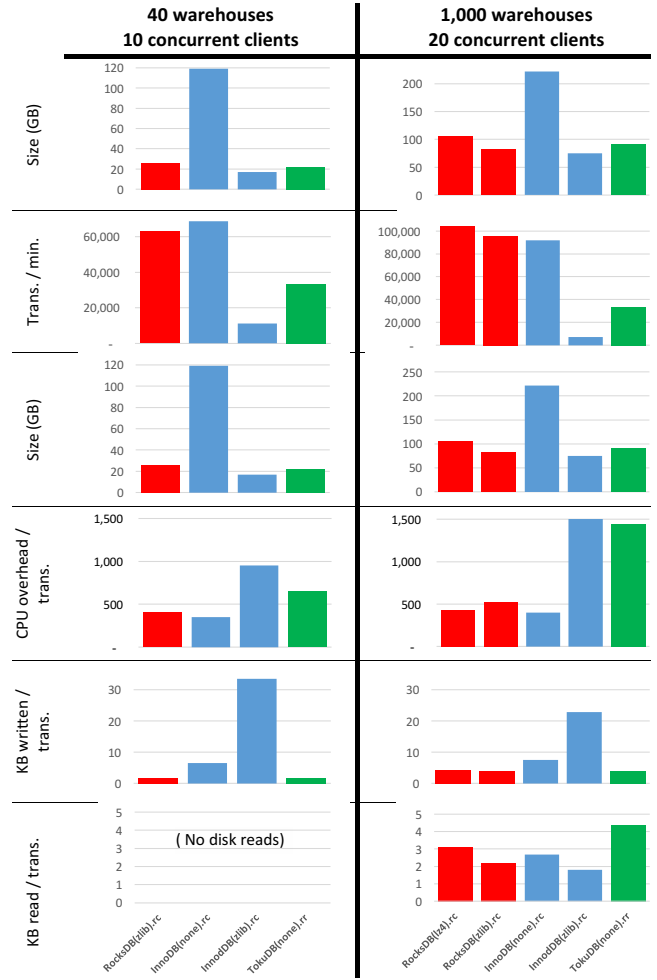 40 warehouses
10 concurrent clients
1,000 warehouses
20 concurrent clients
Size (GB)
120
100
80
60
40
20
0
200
150
100
50
0
Trans. / min.
60,000
40,000
20,000
-
100,000
80,000
60,000
40,000
20,000
-
Size (GB)
120
100
80
60
40
20
0
250
200
150
100
50
0
CPU overhead /
trans.
1,500
1,000
500
-
1,500
1,000
500
-
KB written /
trans.
30
20
10
0
30
20
10
0
KB read / trans.
5
4
3
2
1
0
( No disk reads)
5
4
3
2
1
0
RocksDB(zlib).rc
InnoDB(none).rc
InnodDB(zlib).rc
TokuDB(none).rr
RocksDB(lz4).rc
RocksDB(zlib).rc
InnoDB(none).rc
InnodDB(zlib).rc
TokuDB(none).rr